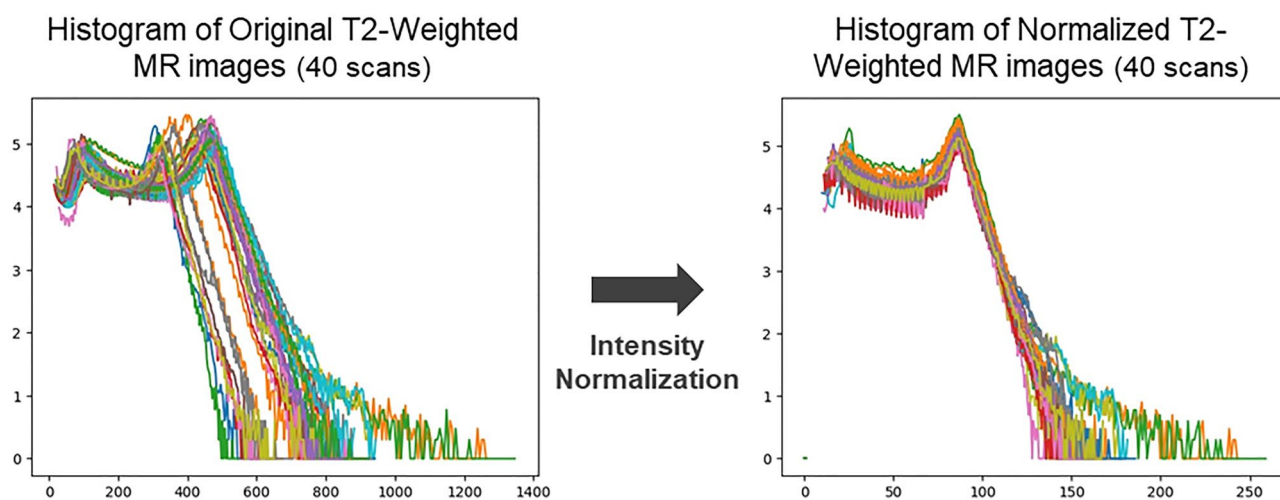 Histogram of Original T2-Weighted
MR images (40 scans)
Histogram of Normalized T2-
Weighted MR images (40 scans)
5
4
3
2
1
0
0 200 400 600 800 1000 1200 1400
Intensity
Normalization
5
4
3
2
1
0
0 50 100 150 200 250